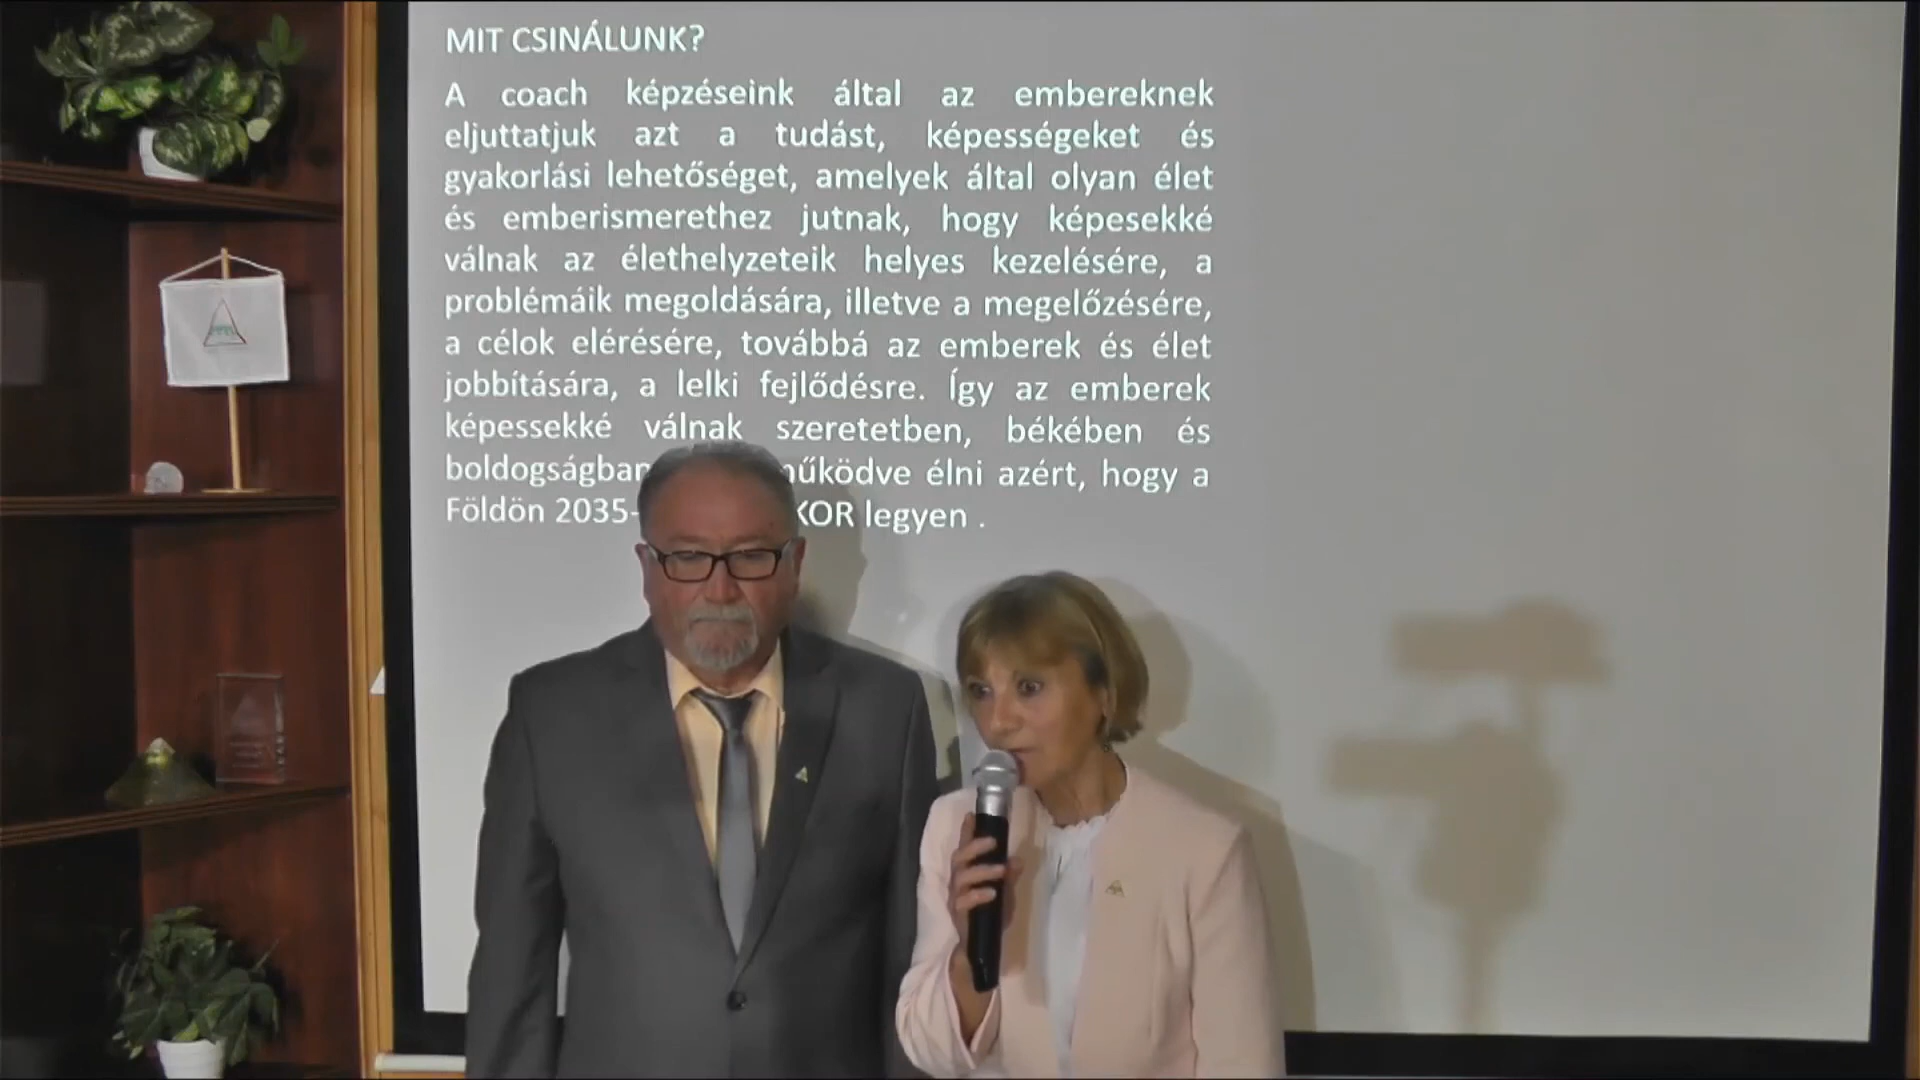 MIT CSINÁLUNK?
A coach képzéseink által az embereknek
eljuttatjuk azt a tudást, képességeket és
gyakorlási lehetőséget, amelyek által olyan élet
és emberismerethez jutnak, hogy képesekké
válnak az élethelyzeteik helyes kezelésére, a
problémáik megoldására, illetve a megelőzésére,
a célok elérésére, továbbá az emberek és élet
jobbítására, a lelki fejlődésre. Így az emberek
képessekké válnak szeretetben, békében és
élni azért, hogy a
Földön 2035- KOR legyen .